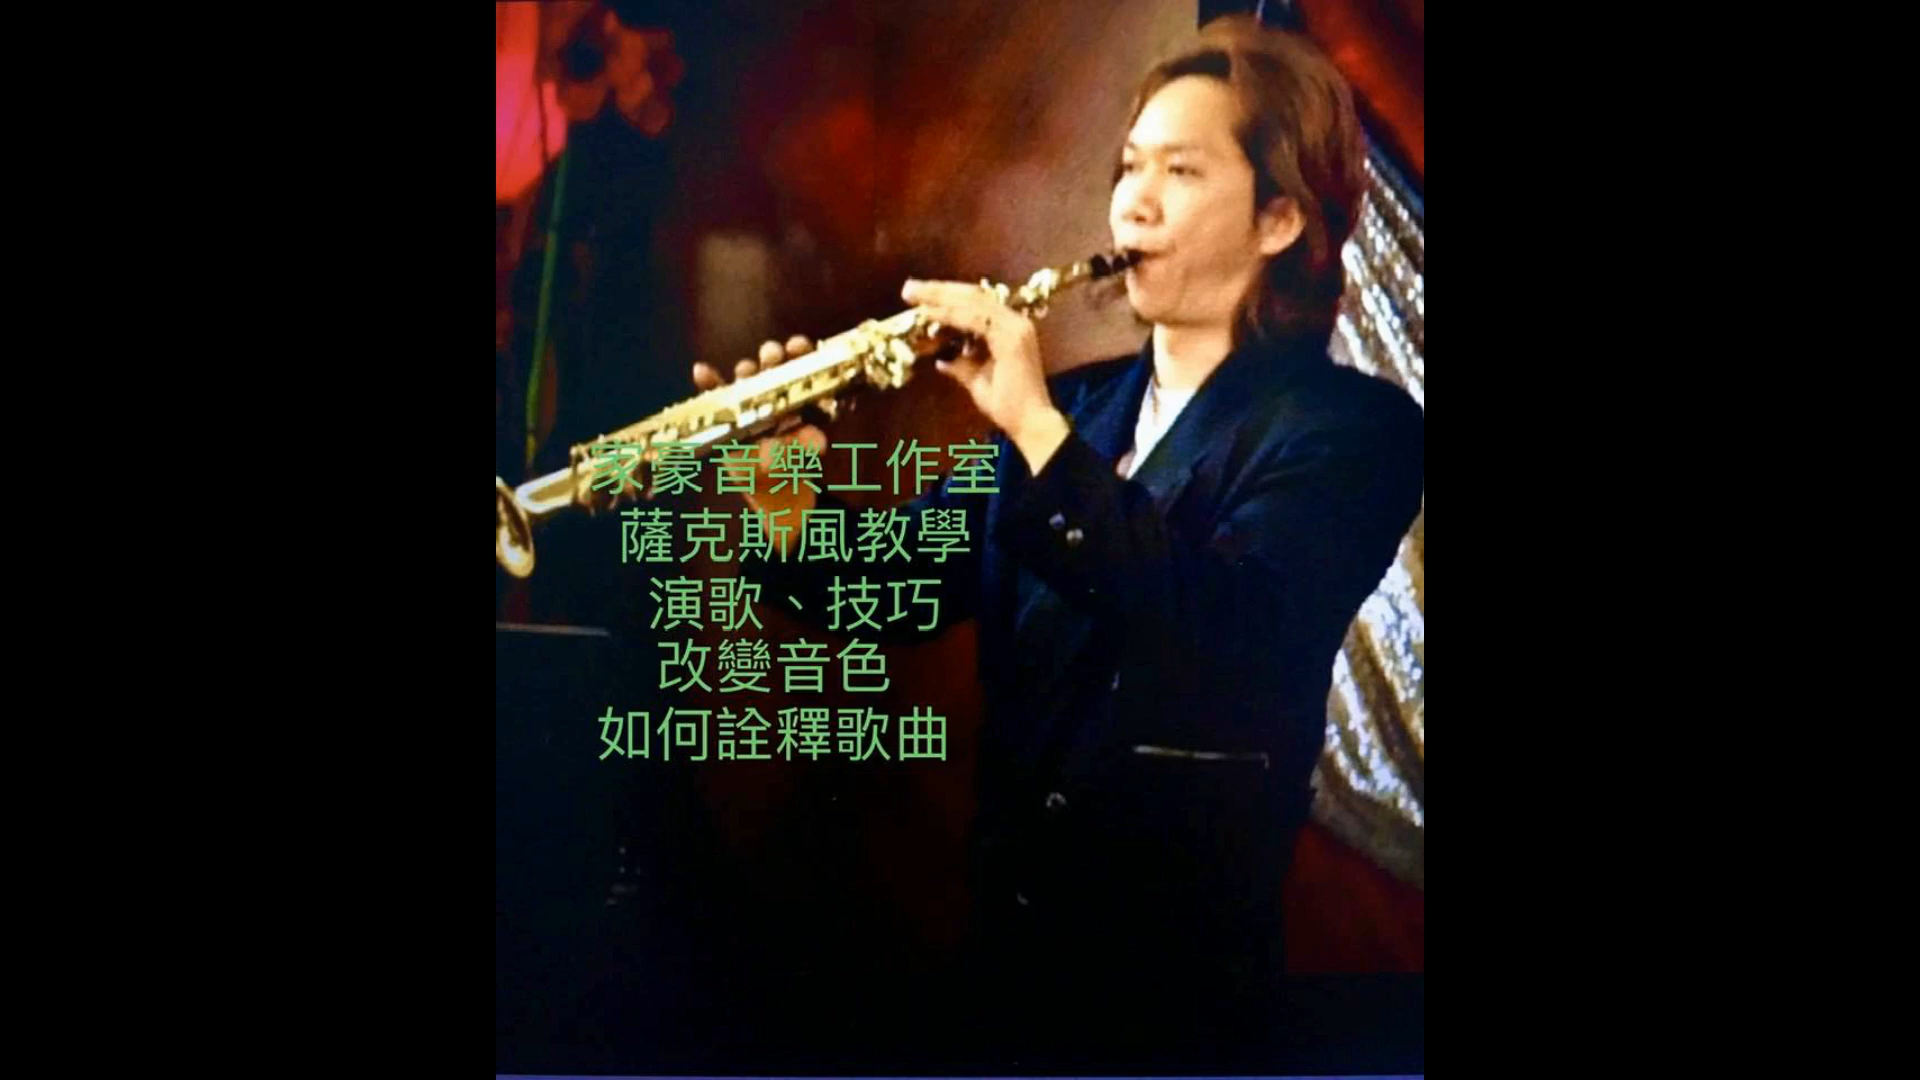 家豪音樂工作室
薩克斯風教學
演歌、技巧
改變音色
如何詮釋歌曲